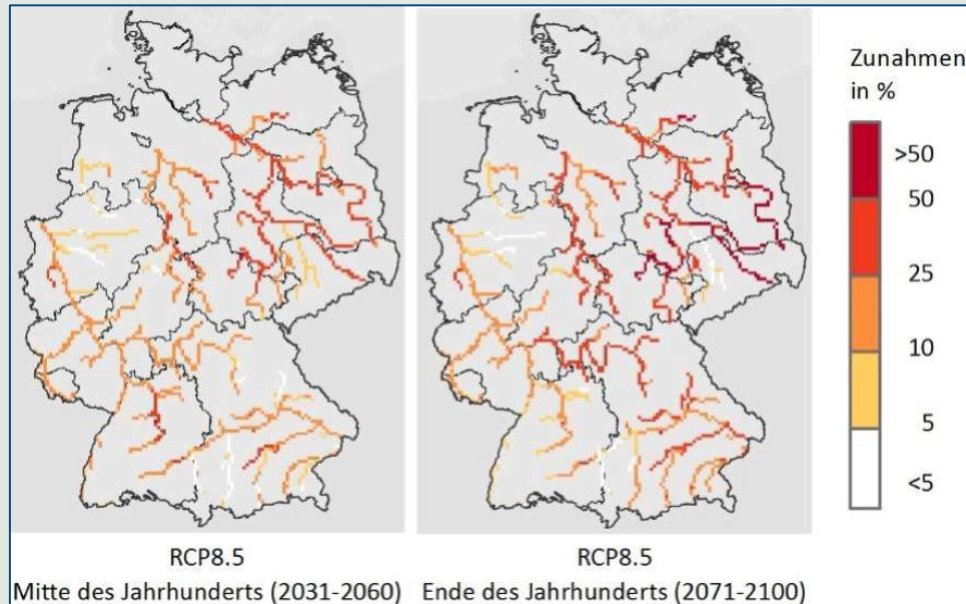 Zunahmen
in %
>50
50
25
10
5
<5
RCP8.5
Mitte des Jahrhunderts (2031-2060)
RCP8.5
Ende des Jahrhunderts (2071-2100)